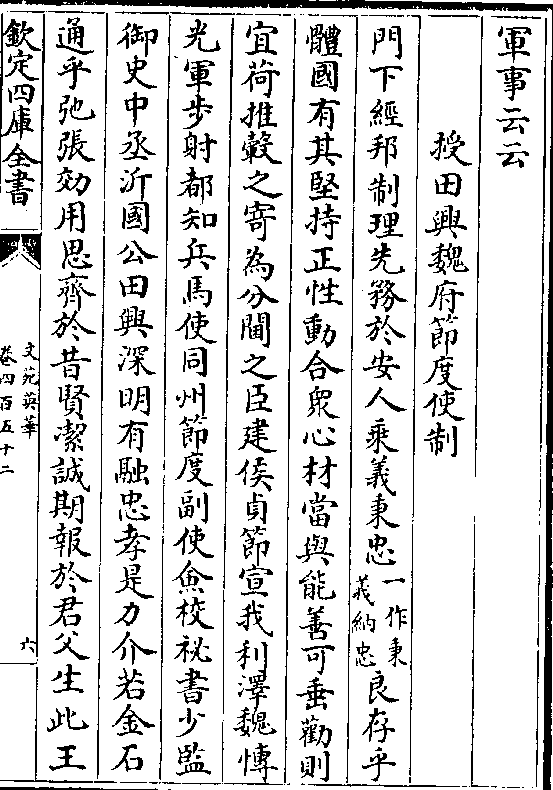 軍事云云
授田興魏府節度使制
門下經邦制理先務於安人乘義秉忠一作秉義納忠良存乎
體國有其堅持正性動合衆心材當與能善可垂勸則
宜荷推轂之寄為分閫之臣建侯貞節宣我利澤魏愽
光軍步射都知兵馬使同州節度副使兼校祕書少監
御史中丞沂國公田興深明有融忠孝是力介若金石
通乎弛張効用思齊於昔賢潔誠期報於君父生此王
欽定四庫全書
文苑英華
卷四百五十二
六